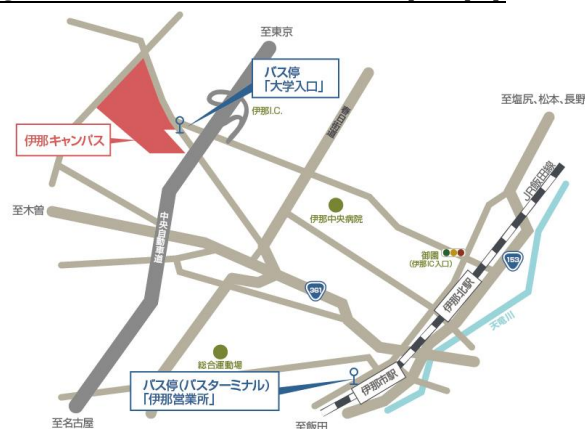 至東京
バス停
「大学入口」
伊那I.C.
至塩尻、松本、長野
伊那キャンパス
JR飯田線
至木曽
中央自動車道
伊那中央病院
御園
(伊那IC入口)
153
伊那北駅
361
天竜川
総合運動場
バス停(バスターミナル)
「伊那営業所」
伊那市駅
至名古屋
至飯田